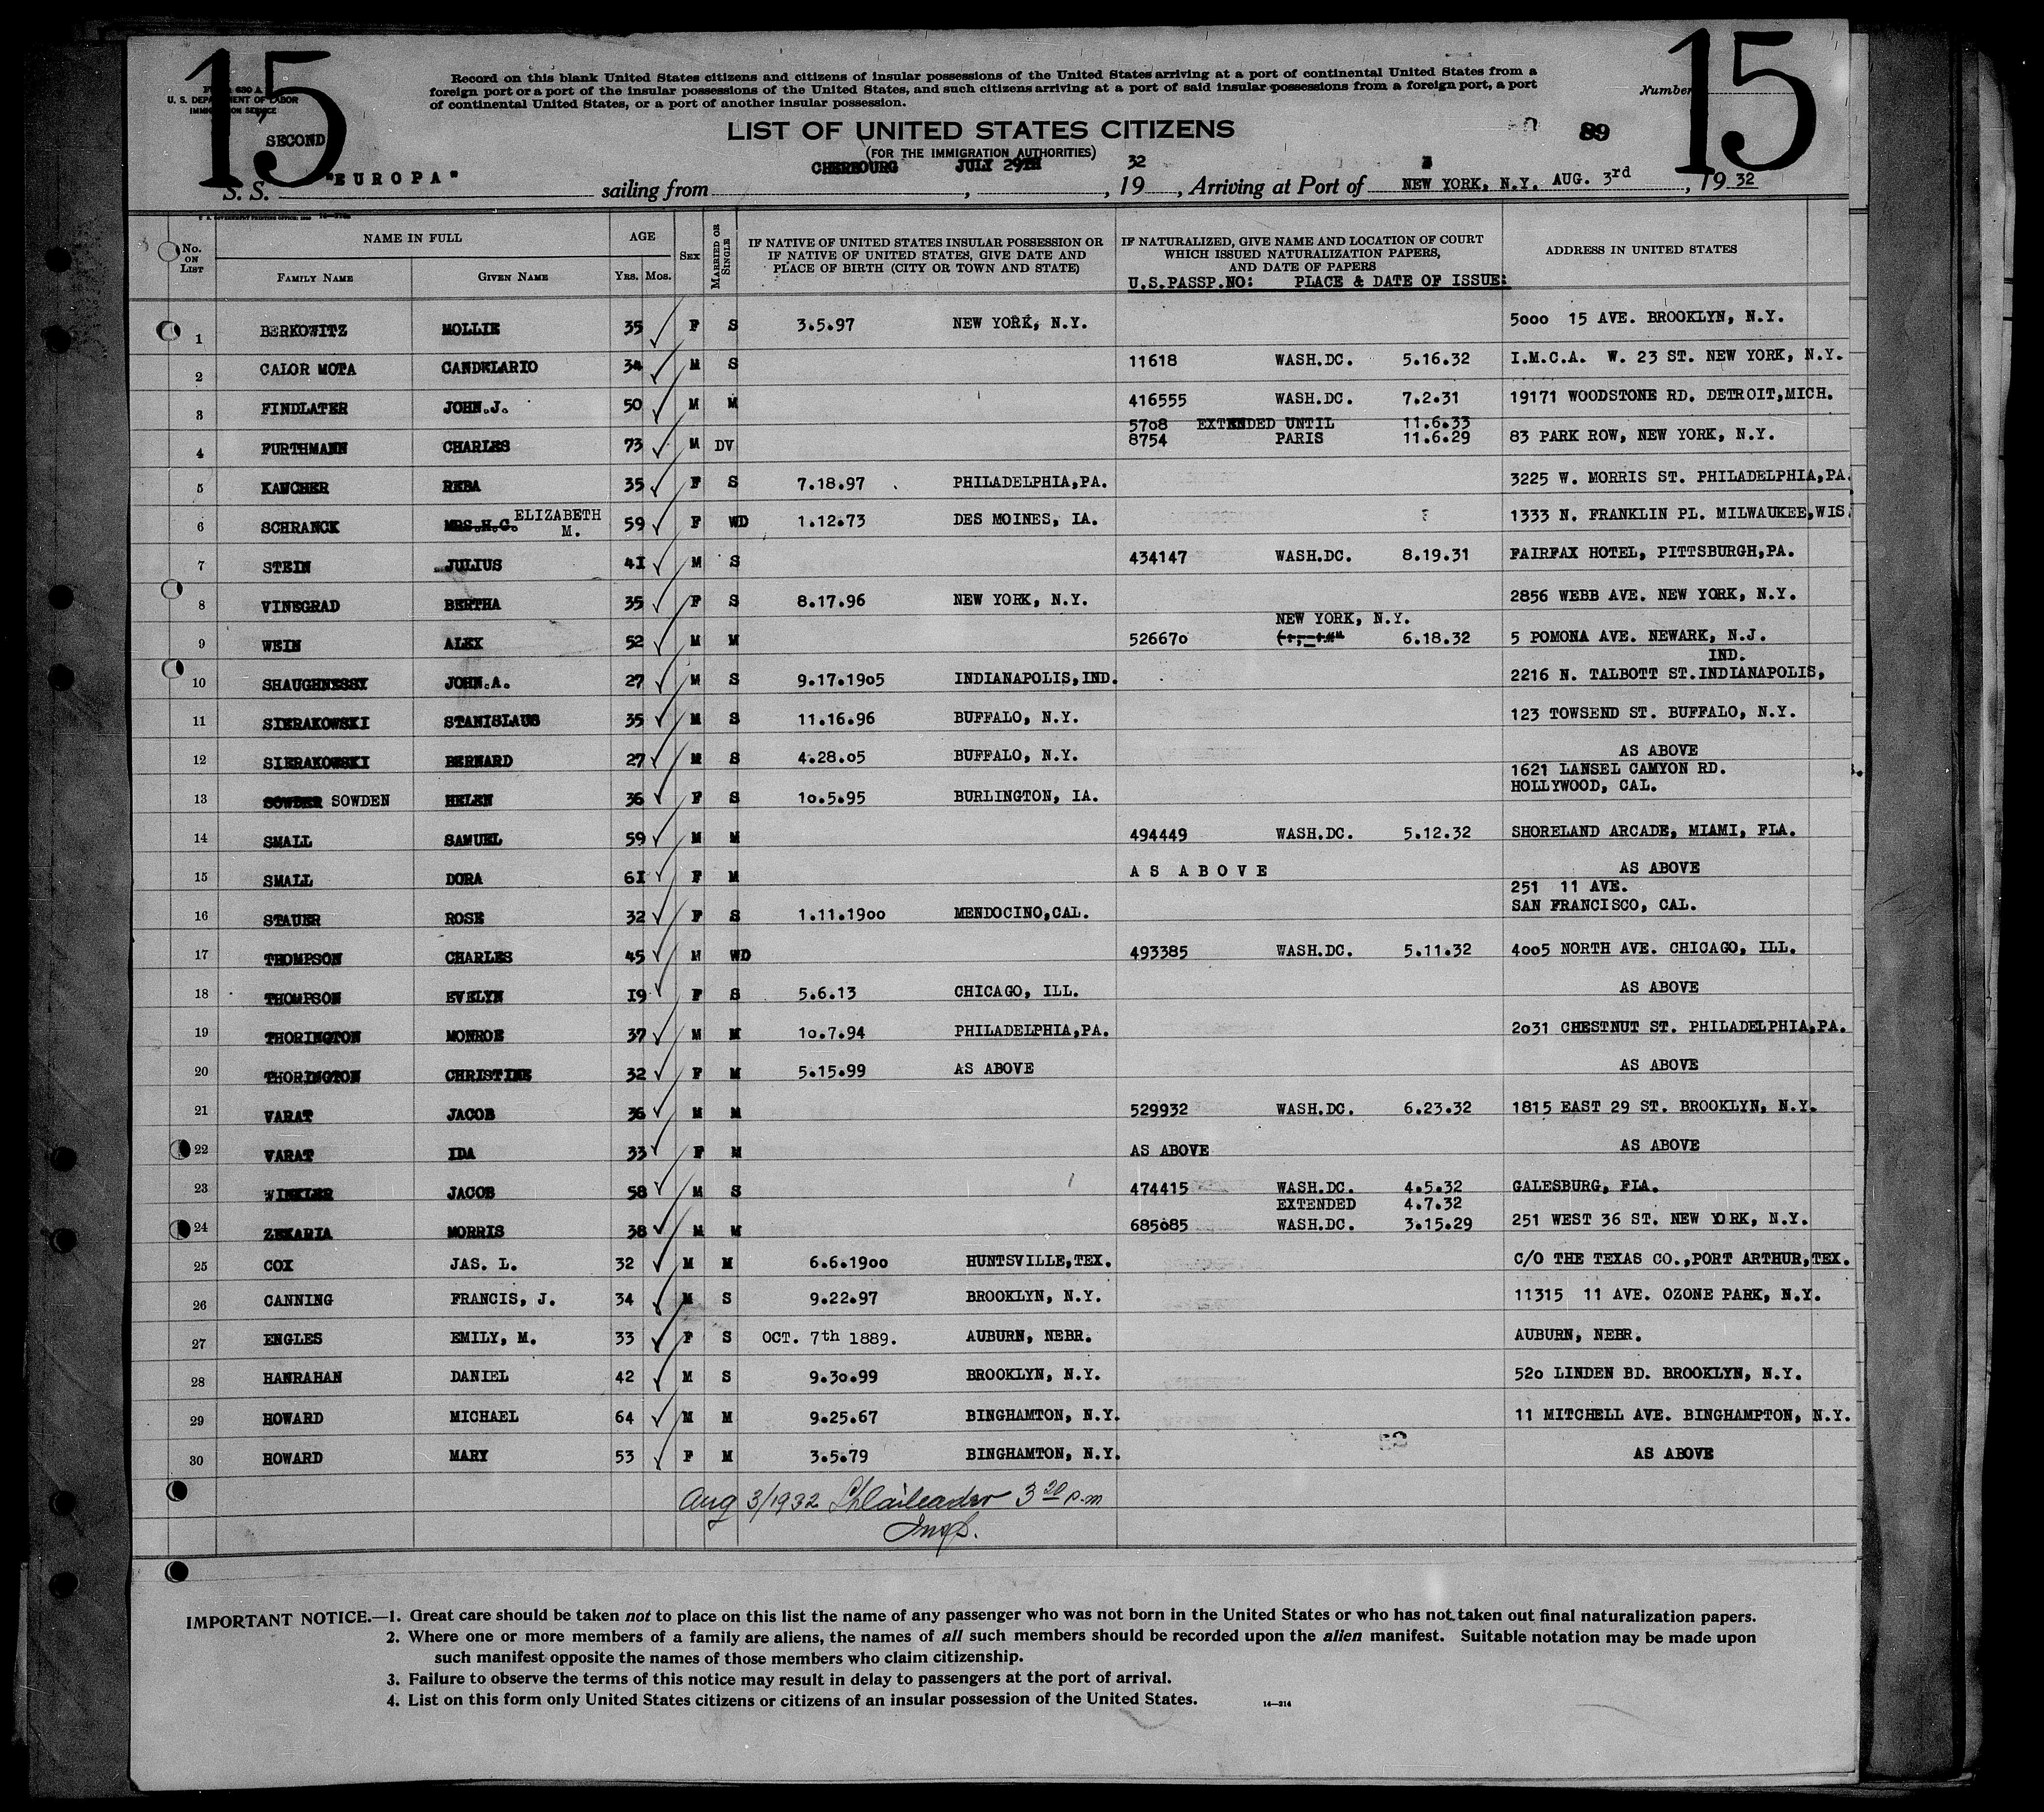 15 15
Record on this blank United States citizens and citizens of insular possessions of the United States arriving at a port of continental United States from a
foreign port or a port of the insular possessions of the United States, and such citizens arriving at a port of said insular possessions from a foreign port, a port
of continental United States, or a port of another insular possession.
U. S. DEPARTMENT OF LABOR
IMMIGRATION SERVICE
Number
SECOND
LIST OF UNITED STATES CITIZENS 89
(FOR THE IMMIGRATION AUTHORITIES)
S. S. "EUROPA" sailing from CHERBOURG, JULY 29TH, 19 32, Arriving at Port of NEW YORK, N.Y. AUG. 3rd, 19 32
No. ON LIST NAME IN FULL AGE SEX MARRIED OR SINGLE IF NATIVE OF UNITED STATES INSULAR POSSESSION OR IF NATIVE OF UNITED STATES, GIVE DATE AND PLACE OF BIRTH (CITY OR TOWN AND STATE) IF NATURALIZED, GIVE NAME AND LOCATION OF COURT WHICH ISSUED NATURALIZATION PAPERS, AND DATE OF PAPERS ADDRESS IN UNITED STATES
FAMILY NAME GIVEN NAME YRS. MOS. U.S.PASSP.NO: PLACE & DATE OF ISSUE:
1 BERKOWITZ MOLLIE 35 F S 3.5.97 NEW YORK, N.Y. 5000 15 AVE. BROOKLYN, N.Y.
2 CALOR MOTA CANDELARIO 34 M S 11618 WASH.DC. 5.16.32 I.M.C.A. W. 23 ST. NEW YORK, N.Y.
3 FINDLATER JOHN.J. 50 M M 416555 WASH.DC. 7.2.31 19171 WOODSTONE RD. DETROIT,MICH.
5708 EXTENDED UNTIL 11.6.33
4 FURTHMANN CHARLES 73 M DV 8754 PARIS 11.6.29 83 PARK ROW, NEW YORK, N.Y.
5 KANCHER REBA 35 F S 7.18.97 PHILADELPHIA,PA. 3225 W. MORRIS ST. PHILADELPHIA,PA.
6 SCHRANCK MRS.H.G. ELIZABETH M. 59 F WD 1.12.73 DES MOINES, IA. 1333 N. FRANKLIN PL. MILWAUKEE,WIS.
7 STEIN JULIUS 41 M S 434147 WASH.DC. 8.19.31 FAIRFAX HOTEL, PITTSBURGH,PA.
8 VINEGRAD BERTHA 35 F S 8.17.96 NEW YORK, N.Y. 2856 WEBB AVE. NEW YORK, N.Y.
NEW YORK, N.Y.
9 WEIN ALEX 52 M M 526670 6.18.32 5 POMONA AVE. NEWARK, N.J.
IND.
10 SHAUGHNESSY JOHN.A. 27 M S 9.17.1905 INDIANAPOLIS,IND. 2216 N. TALBOTT ST.INDIANAPOLIS,
11 SIERAKOWSKI STANISLAUS 35 M S 11.16.96 BUFFALO, N.Y. 123 TOWSEND ST. BUFFALO, N.Y.
12 SIERAKOWSKI BERNARD 27 M S 4.28.05 BUFFALO, N.Y. AS ABOVE
1621 LANSEL CAMYON RD.
13 SOWDER SOWDEN HELEN 36 F S 10.5.95 BURLINGTON, IA. HOLLYWOOD, CAL.
14 SMALL SAMUEL 59 M M 494449 WASH.DC. 5.12.32 SHORELAND ARCADE, MIAMI, FLA.
15 SMALL DORA 61 F M AS ABOVE AS ABOVE
251 11 AVE.
16 STAUER ROSE 32 F S 1.11.1900 MENDOCINO,CAL. SAN FRANCISCO, CAL.
17 THOMPSON CHARLES 45 M WD 493385 WASH.DC. 5.11.32 4005 NORTH AVE. CHICAGO, ILL.
18 THOMPSON EVELYN 19 F S 5.6.13 CHICAGO, ILL. AS ABOVE
19 THORINGTON MONROE 37 M M 10.7.94 PHILADELPHIA,PA. 2031 CHESTNUT ST. PHILADELPHIA,PA.
20 THORINGTON CHRISTINE 32 F M 5.15.99 AS ABOVE AS ABOVE
21 VARAT JACOB 36 M M 529932 WASH.DC. 6.23.32 1815 EAST 29 ST. BROOKLYN, N.Y.
22 VARAT IDA 33 F M AS ABOVE AS ABOVE
23 WINKLER JACOB 58 M S 474415 WASH.DC. 4.5.32 GALESBURG, FLA.
EXTENDED 4.7.32
24 ZEKARIA MORRIS 38 M M 685085 WASH.DC. 3.15.29 251 WEST 36 ST. NEW YORK, N.Y.
25 COX JAS. L. 32 M M 6.6.1900 HUNTSVILLE,TEX. C/O THE TEXAS CO.,PORT ARTHUR,TEX.
26 CANNING FRANCIS, J. 34 M S 9.22.97 BROOKLYN, N.Y. 11315 11 AVE. OZONE PARK, N.Y.
27 ENGLES EMILY, M. 33 F S OCT. 7th 1889. AUBURN, NEBR. AUBURN, NEBR.
28 HANRAHAN DANIEL 42 M S 9.30.99 BROOKLYN, N.Y. 520 LINDEN BD. BROOKLYN, N.Y.
29 HOWARD MICHAEL 64 M M 9.25.67 BINGHAMTON, N.Y. 11 MITCHELL AVE. BINGHAMPTON, N.Y.
30 HOWARD MARY 53 F M 3.5.79 BINGHAMTON, N.Y. AS ABOVE
Aug 3/1932 3 20 p.m
Insp.
IMPORTANT NOTICE.—1. Great care should be taken not to place on this list the name of any passenger who was not born in the United States or who has not taken out final naturalization papers.
2. Where one or more members of a family are aliens, the names of all such members should be recorded upon the alien manifest. Suitable notation may be made upon
such manifest opposite the names of those members who claim citizenship.
3. Failure to observe the terms of this notice may result in delay to passengers at the port of arrival.
4. List on this form only United States citizens or citizens of an insular possession of the United States.
14—214